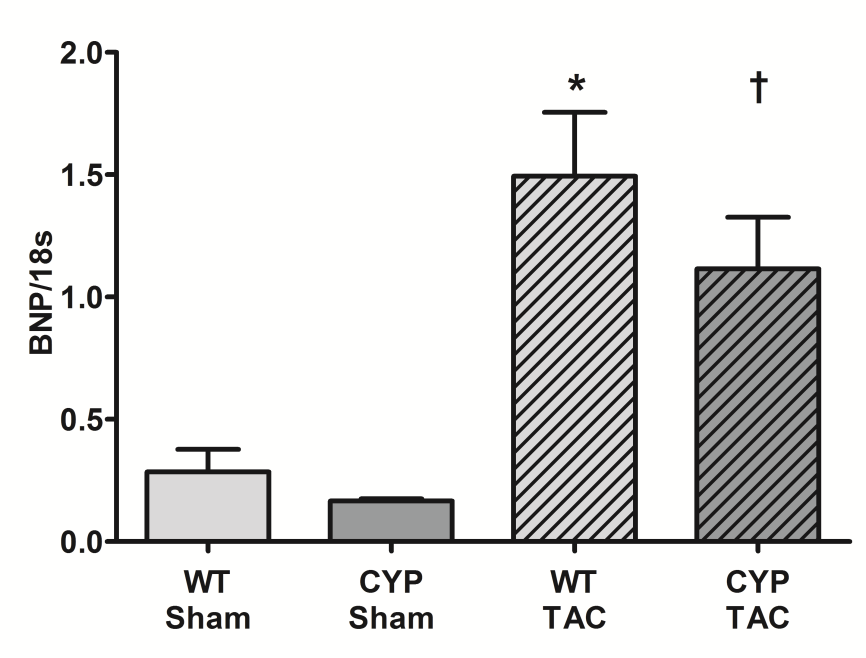 2.0
*
†
1.5
BNP/18s
1.0
0.5
0.0
WT CYP WT CYP
Sham Sham TAC TAC